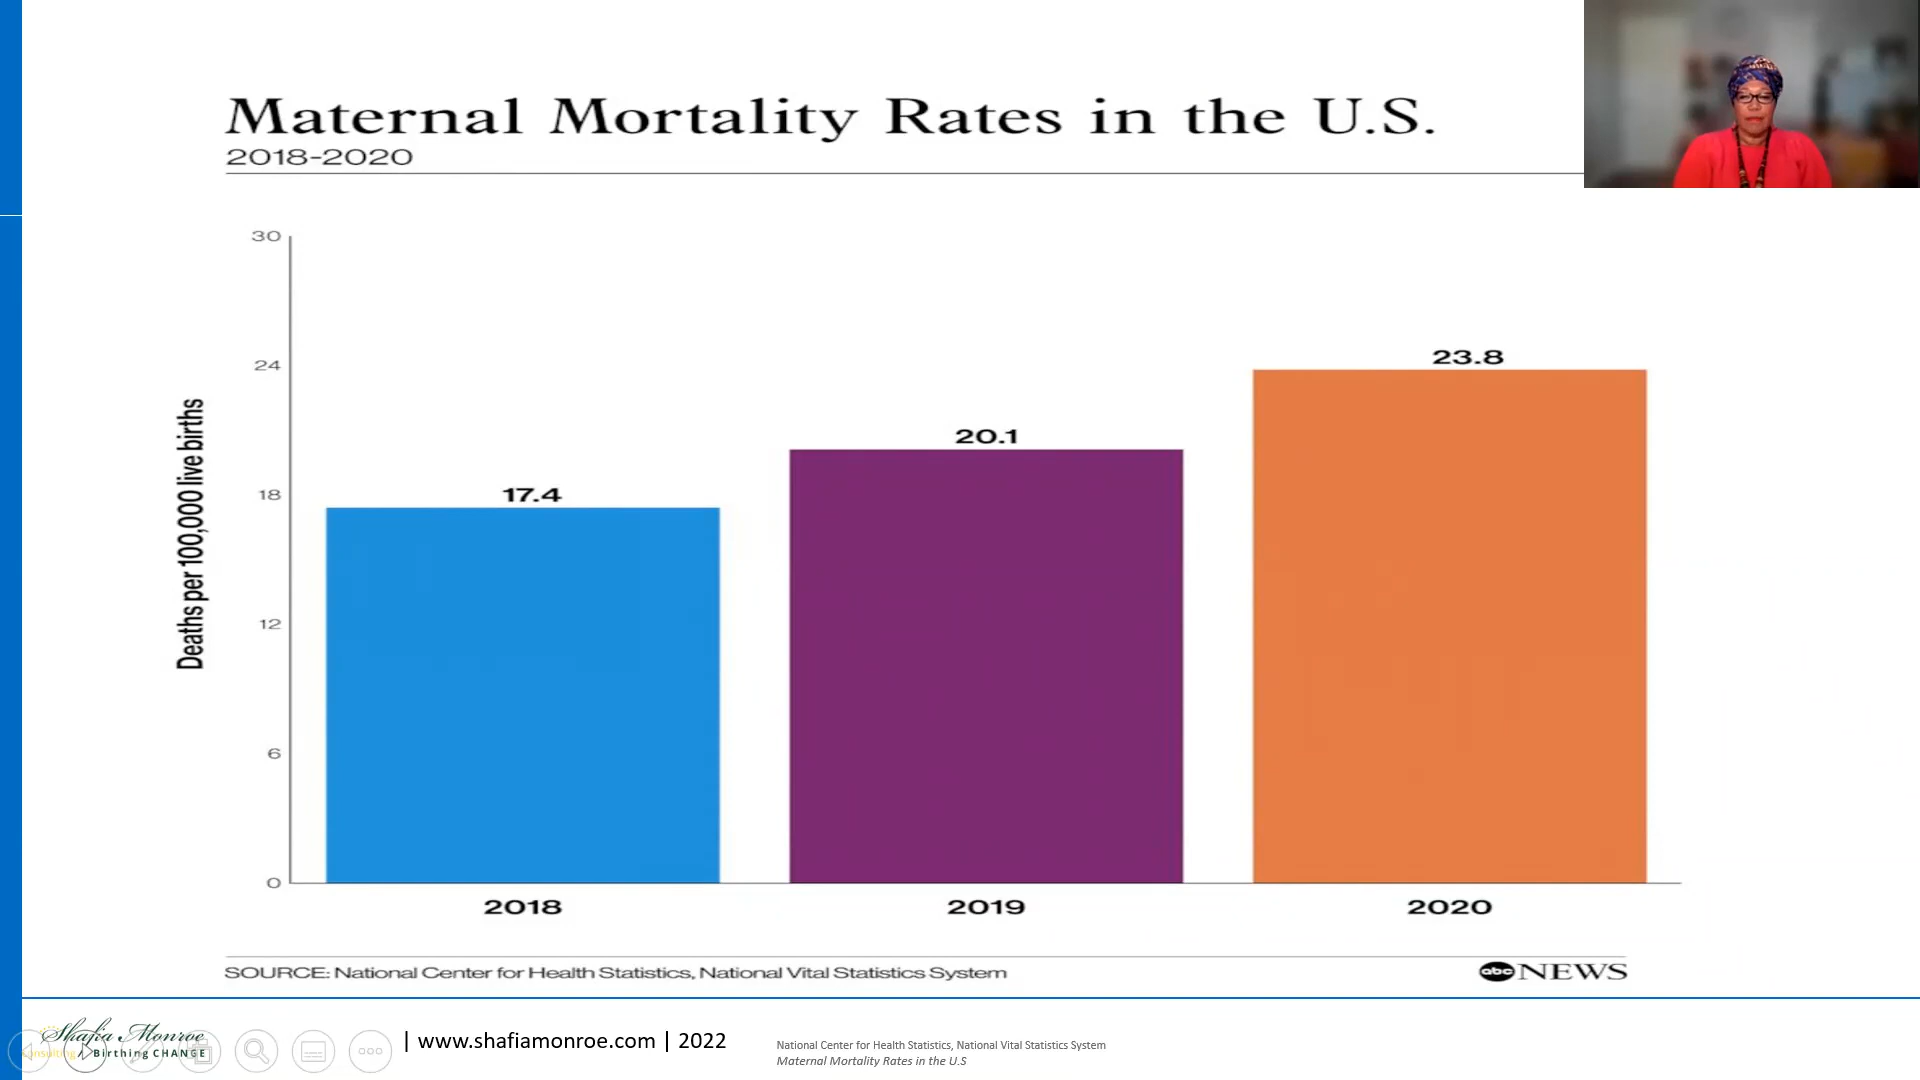 Maternal Mortality Rates in the U.S.
2018-2020
30
24
18
12
6
0
Deaths per 100,000 live births
17.4
20.1
23.8
2018
2019
2020
SOURCE: National Center for Health Statistics, National Vital Statistics System
abc NEWS
Shafia Monroe
Consulting / Birthing CHANGE
| www.shafiamonroe.com | 2022
National Center for Health Statistics, National Vital Statistics System
Maternal Mortality Rates in the U.S